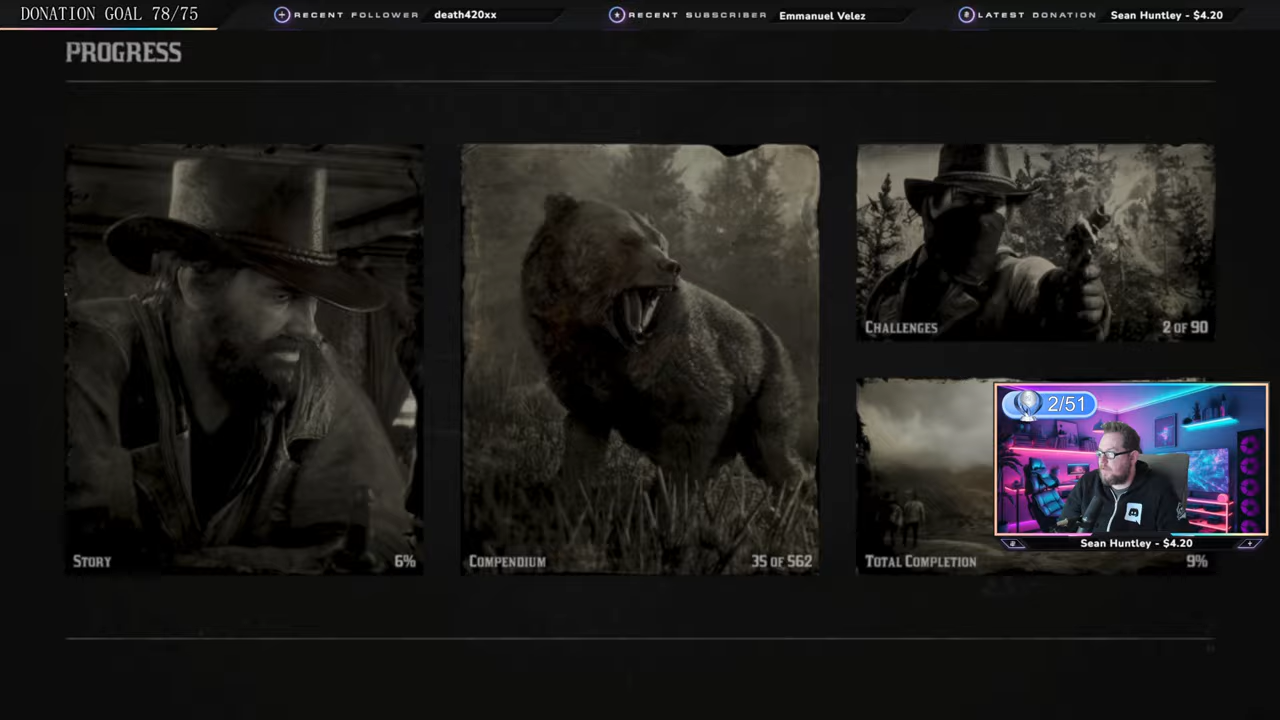 DONATION GOAL 78/75
RECENT FOLLOWER death420xx
RECENT SUBSCRIBER Emmanuel Velez
LATEST DONATION Sean Huntley - $4.20
PROGRESS
CHALLENGES 2 OF 90
2/51
Sean Huntley - $4.20
STORY 6%
COMPENDIUM 35 OF 562
TOTAL COMPLETION 9%